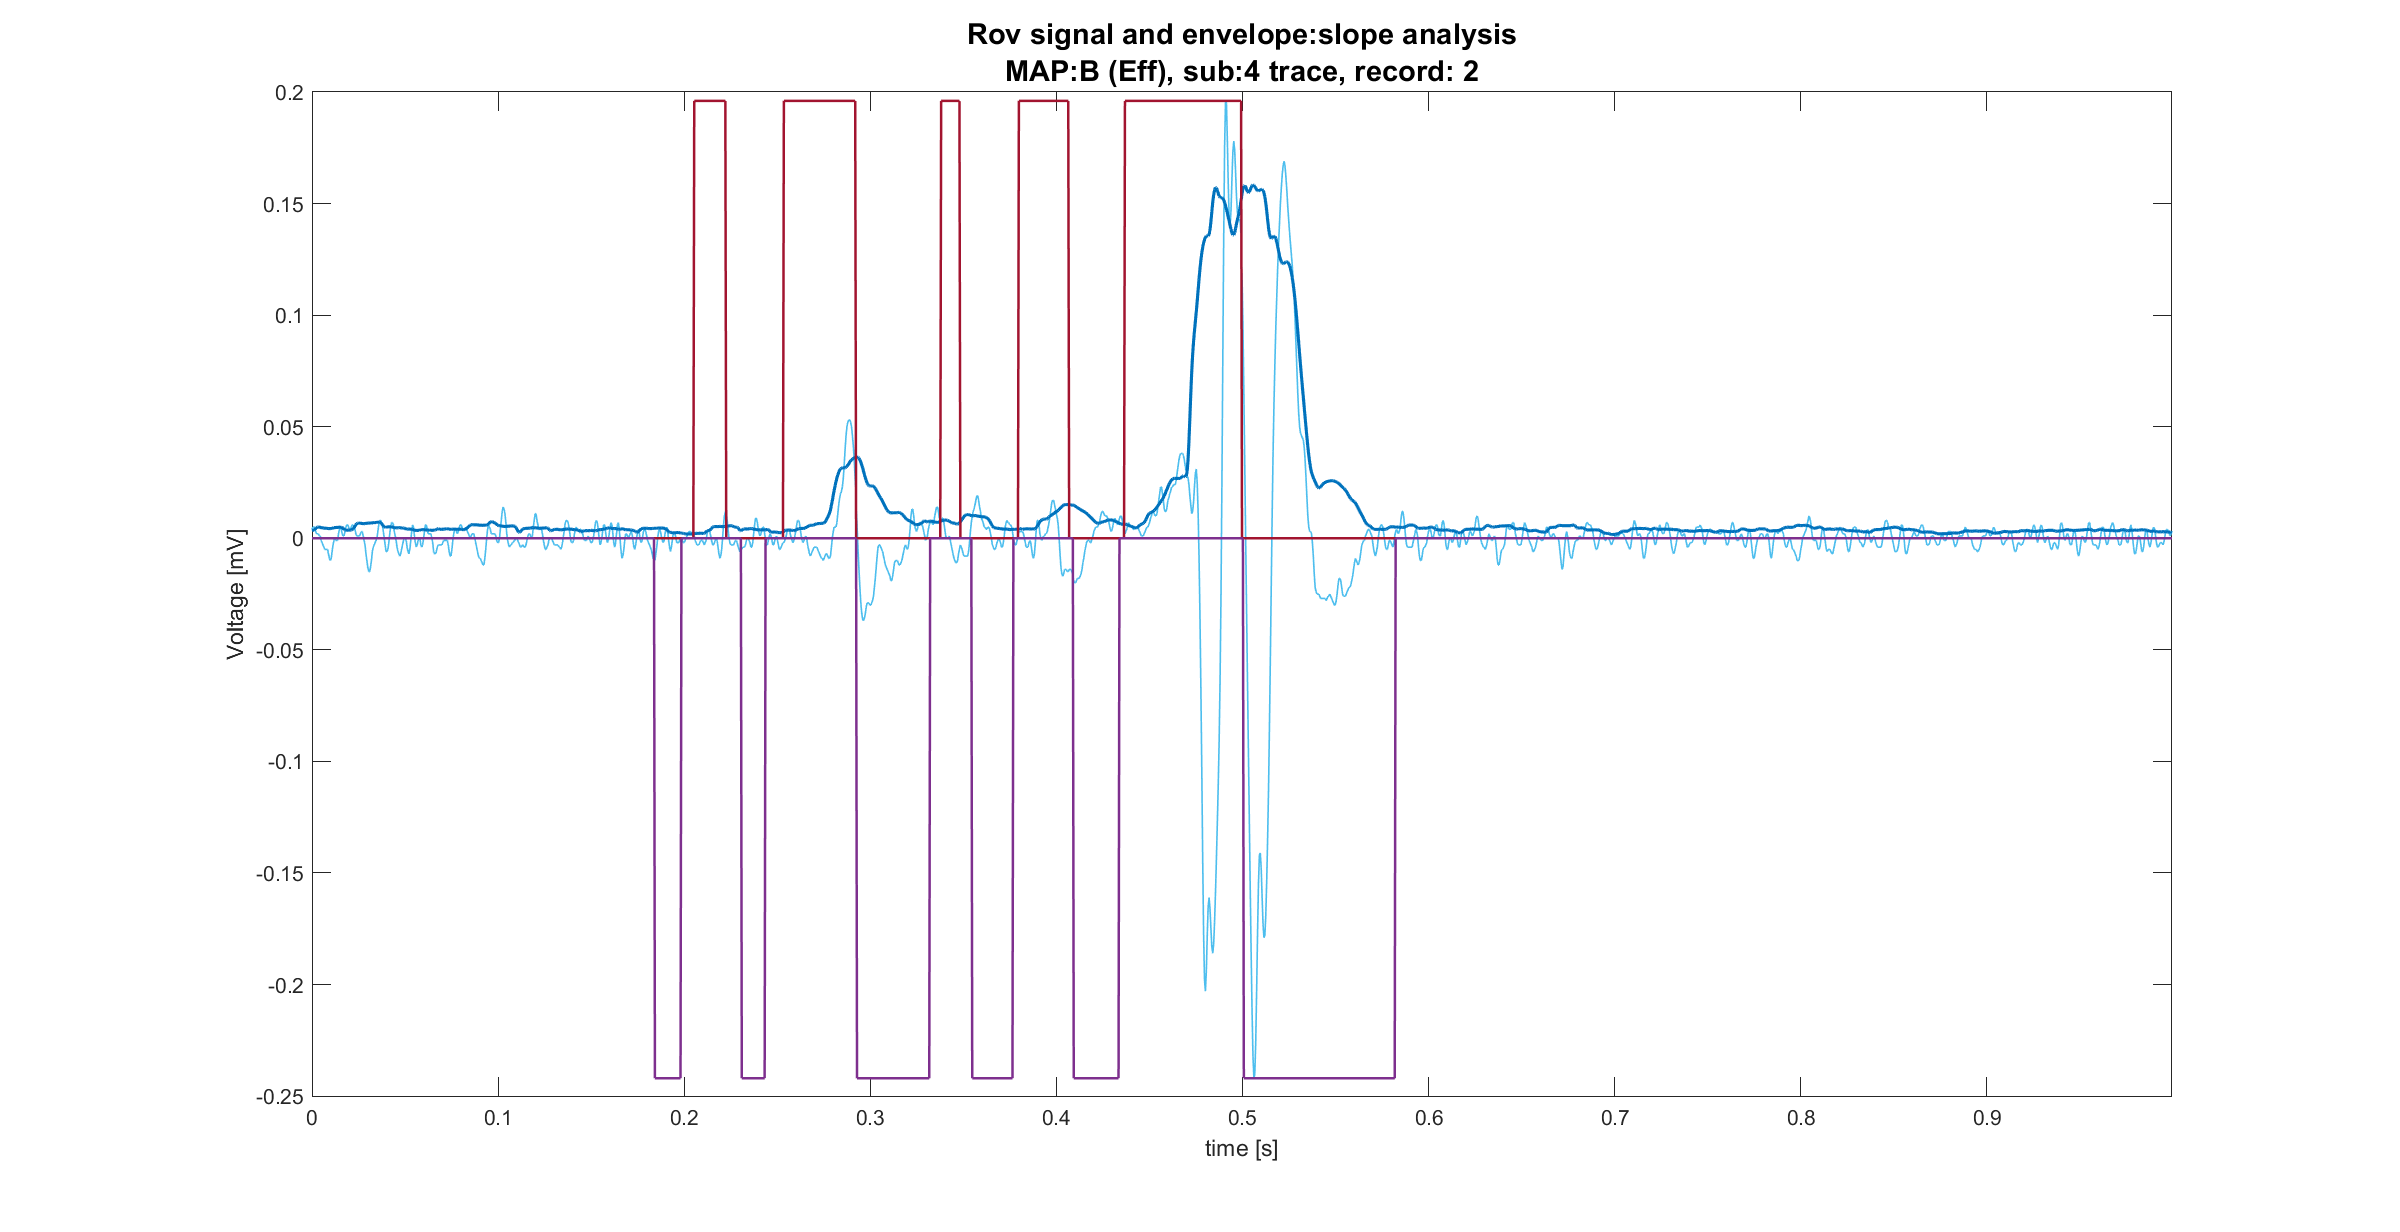 Rov signal and envelope:slope analysis
MAP:B (Eff), sub:4 trace, record: 2
0.2
0.15
0.1
0.05
0
-0.05
-0.1
-0.15
-0.2
-0.25
Voltage [mV]
0 0.1 0.2 0.3 0.4 0.5 0.6 0.7 0.8 0.9
time [s]